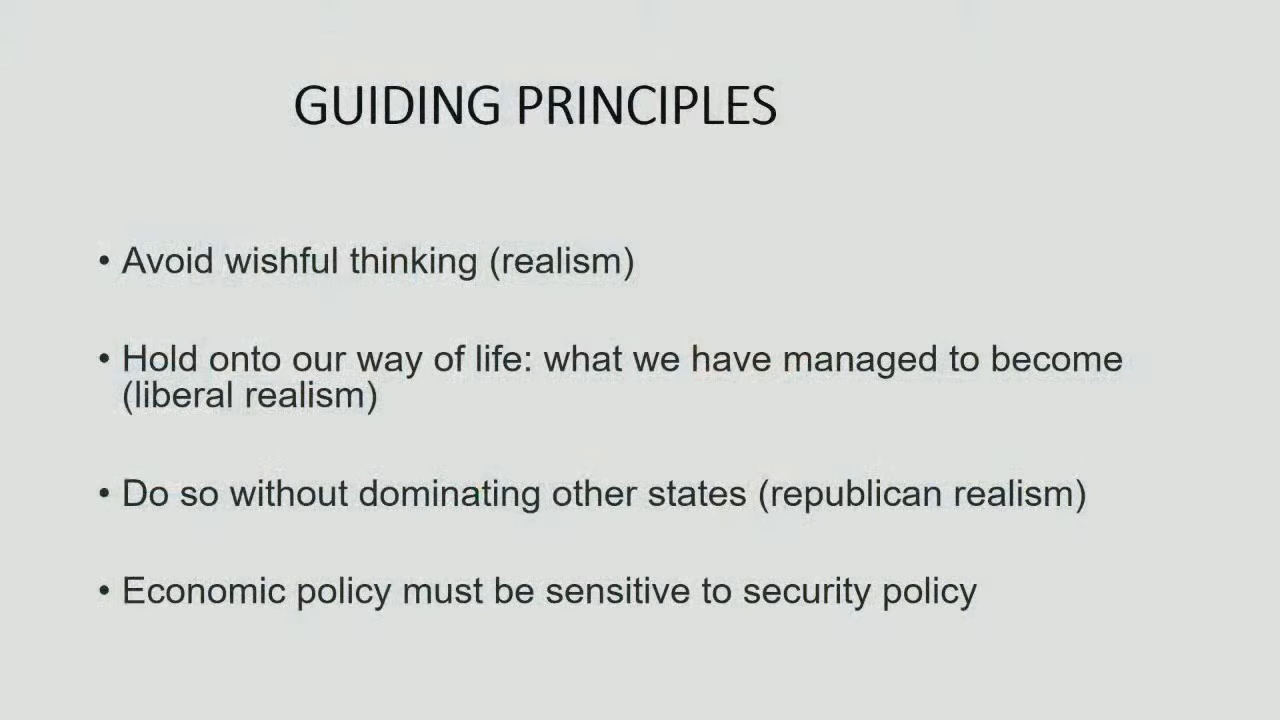 GUIDING PRINCIPLES
• Avoid wishful thinking (realism)
• Hold onto our way of life: what we have managed to become
(liberal realism)
• Do so without dominating other states (republican realism)
• Economic policy must be sensitive to security policy